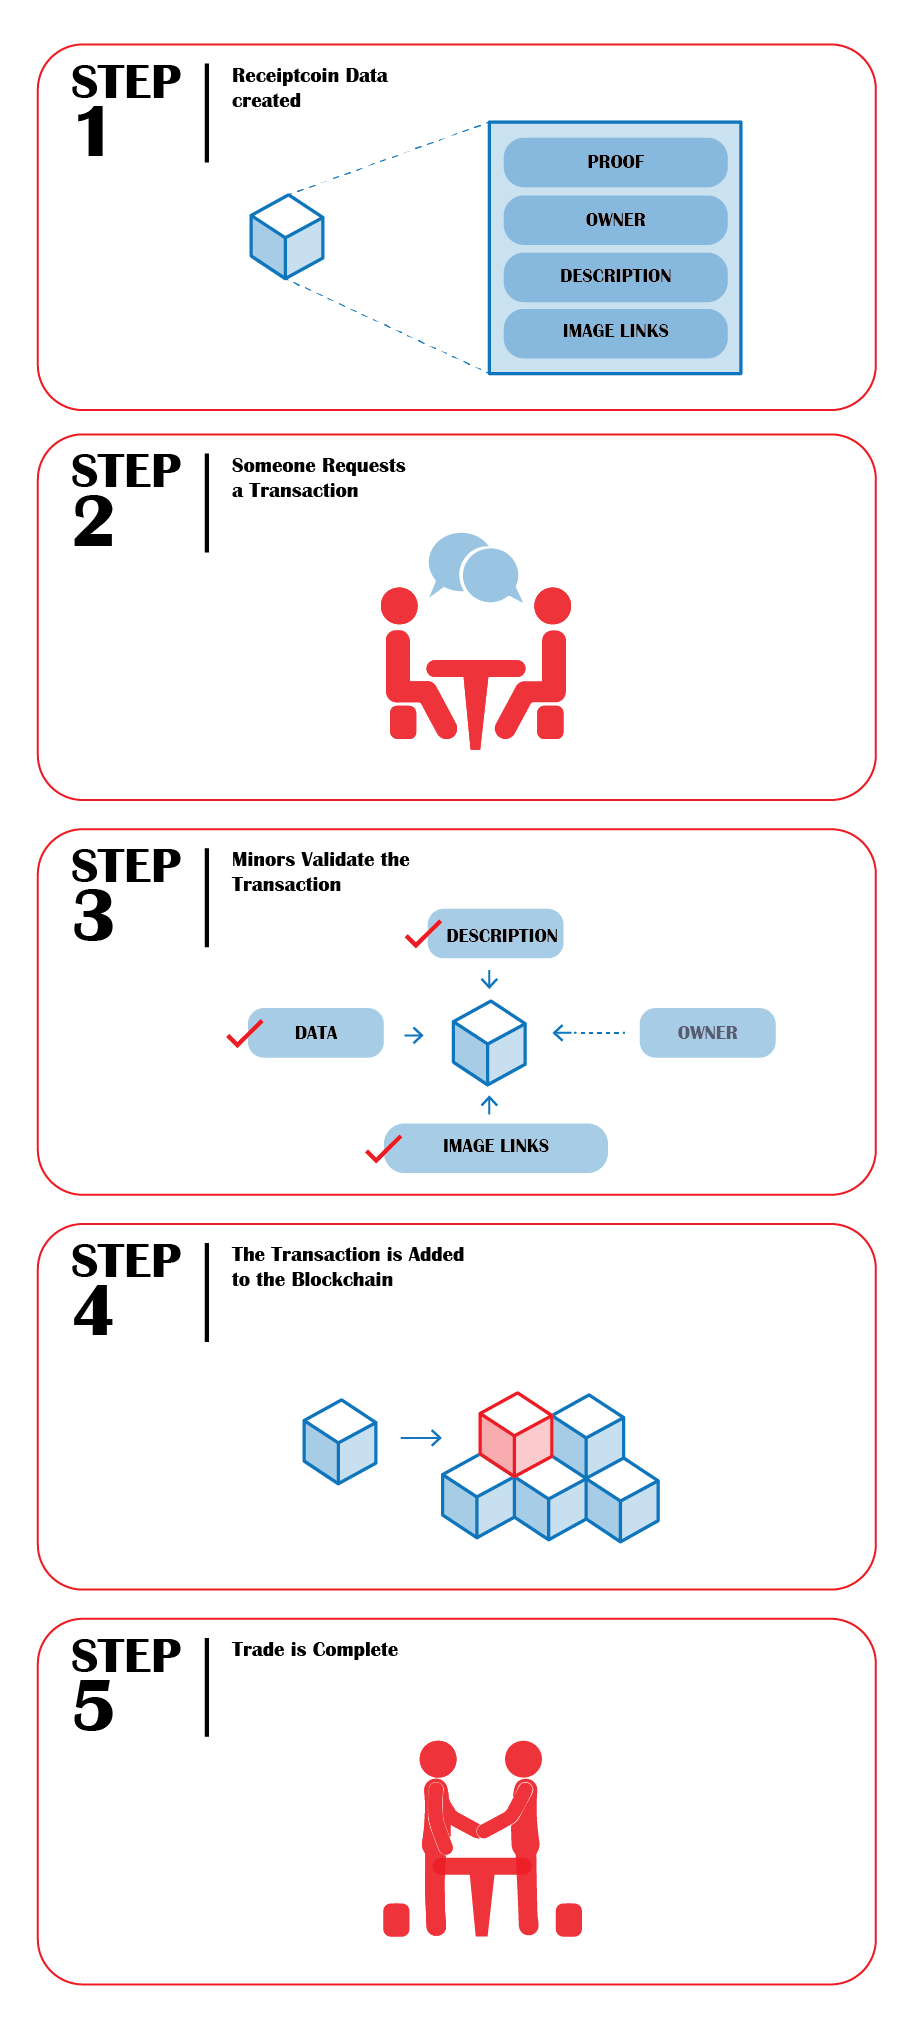 STEP
1
Receiptcoin Data
created
PROOF
OWNER
DESCRIPTION
IMAGE LINKS
STEP
2
Someone Requests
a Transaction
STEP
3
Minors Validate the
Transaction
DESCRIPTION
DATA
OWNER
IMAGE LINKS
STEP
4
The Transaction is Added
to the Blockchain
STEP
5
Trade is Complete